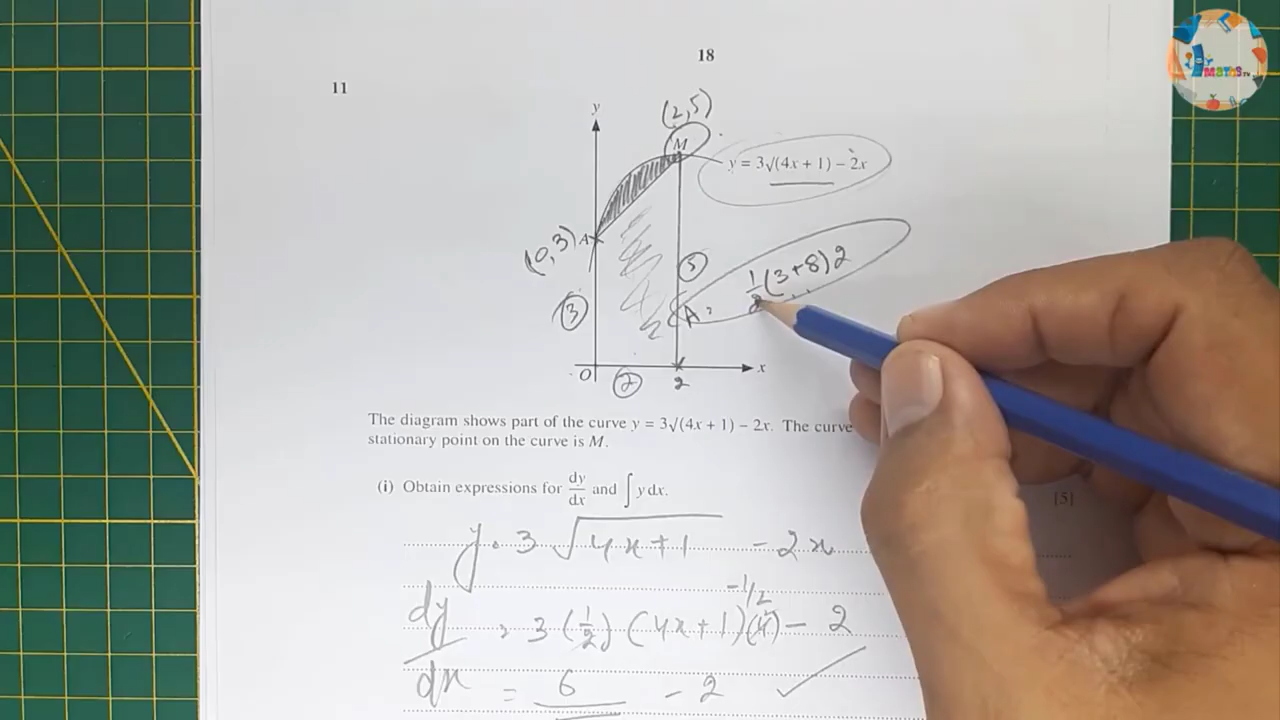 18
11
y
(2,5)
M
y = 3√(4x + 1) − 2x
(0,3) A
1/2 (3+8) 2
5
A =
3
O 2 2 x
The diagram shows part of the curve y = 3√(4x + 1) − 2x. The curve
stationary point on the curve is M.
(i) Obtain expressions for dy/dx and ∫ y dx.
[5]
y = 3 √4x+1 − 2x
dy/dx = 3 (1/2) (4x+1)^-1/2 (4) − 2
= 6 − 2 ✓
MATHS TV